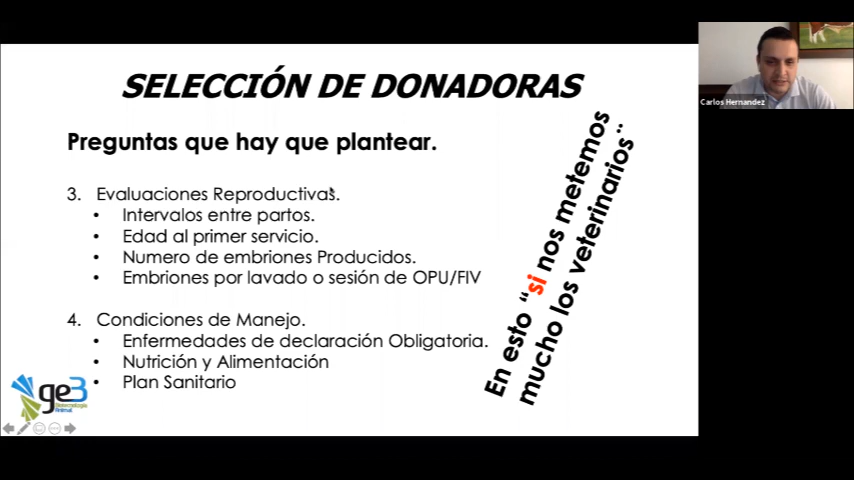 SELECCIÓN DE DONADORAS
Preguntas que hay que plantear.
3. Evaluaciones Reproductivas.
• Intervalos entre partos.
• Edad al primer servicio.
• Numero de embriones Producidos.
• Embriones por lavado o sesión de OPU/FIV
4. Condiciones de Manejo.
• Enfermedades de declaración Obligatoria.
• Nutrición y Alimentación
• Plan Sanitario
En esto “si nos metemos
mucho los veterinarios¨
ge3
Biotecnología
Animal
Carlos Hernandez